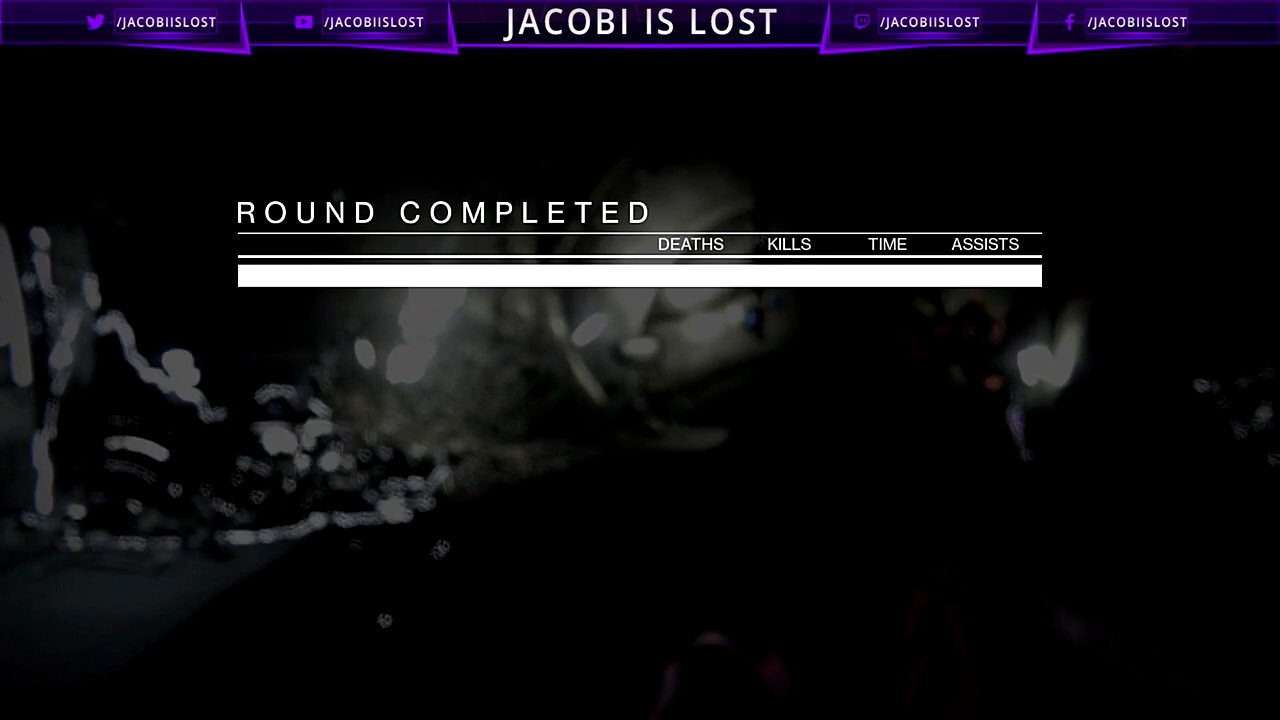 JACOBI IS LOST
/JACOBIISLOST /JACOBIISLOST /JACOBIISLOST /JACOBIISLOST
ROUND COMPLETED
DEATHS KILLS TIME ASSISTS